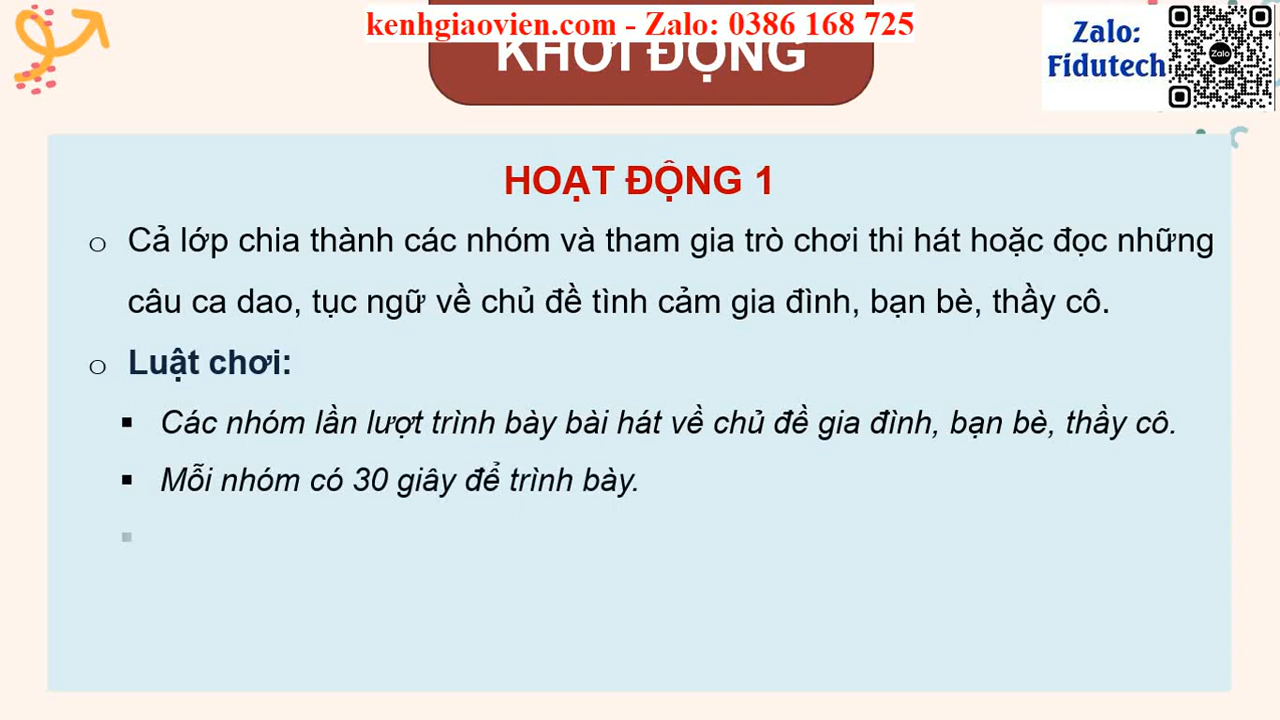 kenhgiaovien.com - Zalo: 0386 168 725
KHỞI ĐỘNG
Zalo:
Fidutech
Zalo
HOẠT ĐỘNG 1
Cả lớp chia thành các nhóm và tham gia trò chơi thi hát hoặc đọc những
câu ca dao, tục ngữ về chủ đề tình cảm gia đình, bạn bè, thầy cô.
Luật chơi:
Các nhóm lần lượt trình bày bài hát về chủ đề gia đình, bạn bè, thầy cô.
Mỗi nhóm có 30 giây để trình bày.